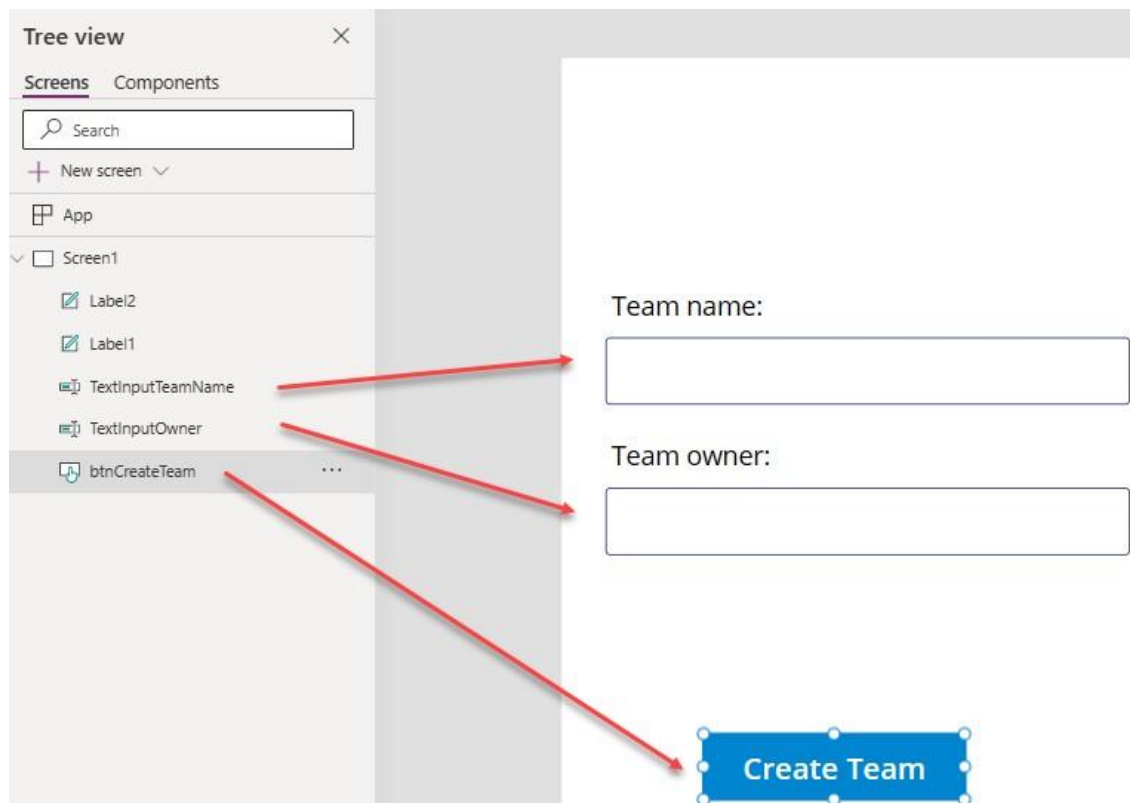 Tree view
Screens Components
Search
New screen
App
Screen1
Label2
Label1
TextInputTeamName
TextInputOwner
btnCreateTeam
Team name:
Team owner:
Create Team